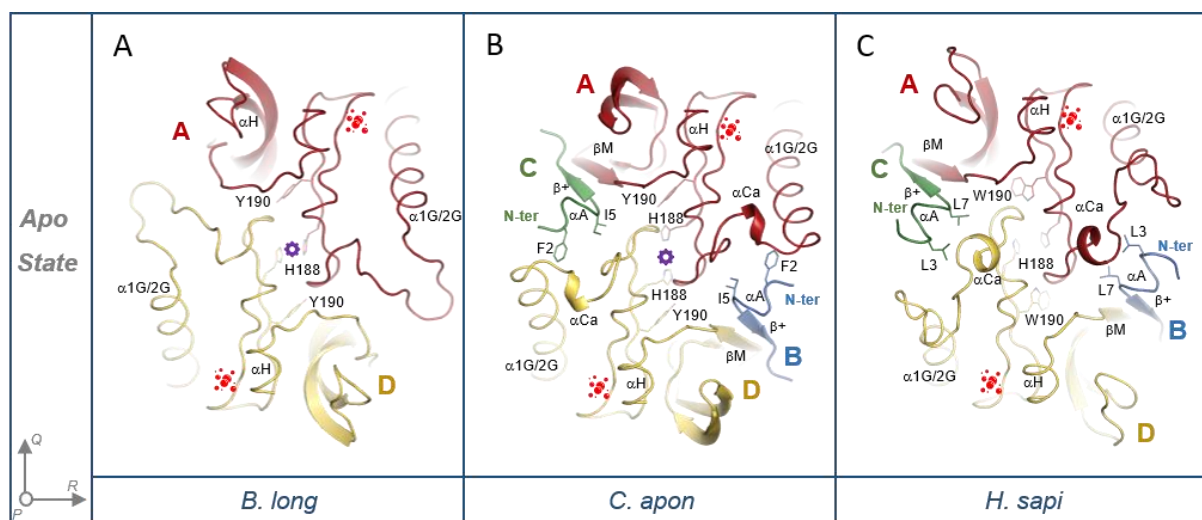 Apo
State
Q
R
P
A
A
αH
Y190
α1G/2G
α1G/2G
H188
Y190
αH
D
B. long
B
A
αH
α1G/2G
βM
C
β+
Y190
N-ter
αA
I5
H188
αCa
F2
F2
H188
I5
αA
N-ter
αCa
Y190
β+
B
βM
α1G/2G
αH
D
C. apon
C
A
αH
α1G/2G
βM
C
β+
W190
N-ter
αA
L7
αCa
L3
N-ter
L3
H188
L7
αA
αCa
β+
W190
βM
B
α1G/2G
αH
D
H. sapi